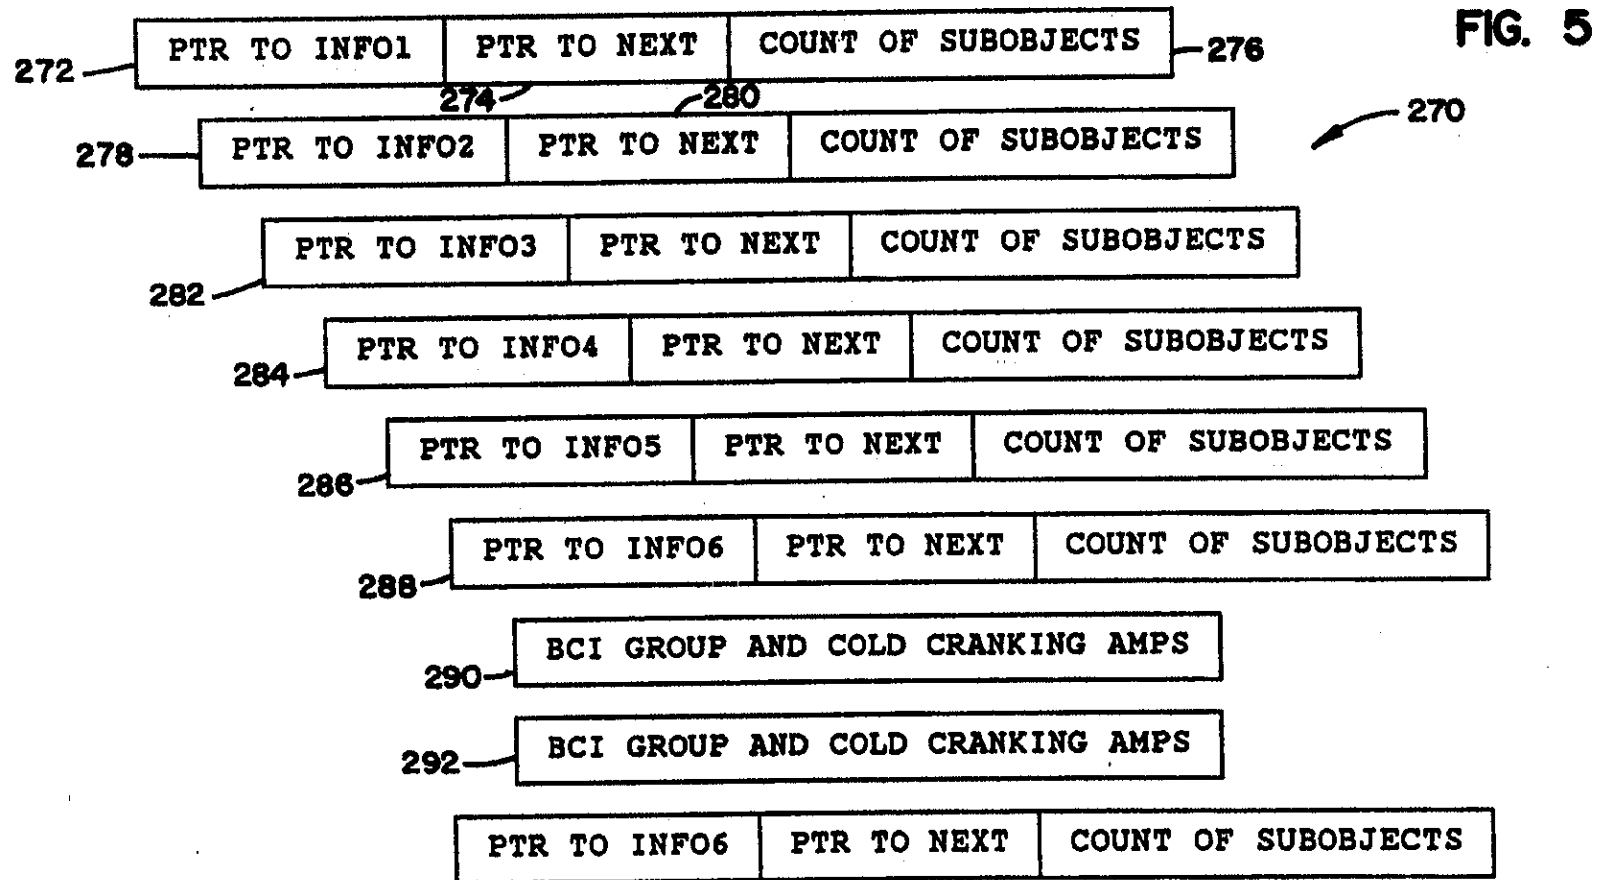 FIG. 5
PTR TO INFO1 PTR TO NEXT COUNT OF SUBOBJECTS
272 276
274 280 270
PTR TO INFO2 PTR TO NEXT COUNT OF SUBOBJECTS
278
PTR TO INFO3 PTR TO NEXT COUNT OF SUBOBJECTS
282
PTR TO INFO4 PTR TO NEXT COUNT OF SUBOBJECTS
284
PTR TO INFO5 PTR TO NEXT COUNT OF SUBOBJECTS
286
PTR TO INFO6 PTR TO NEXT COUNT OF SUBOBJECTS
288
BCI GROUP AND COLD CRANKING AMPS
290
BCI GROUP AND COLD CRANKING AMPS
292
PTR TO INFO6 PTR TO NEXT COUNT OF SUBOBJECTS